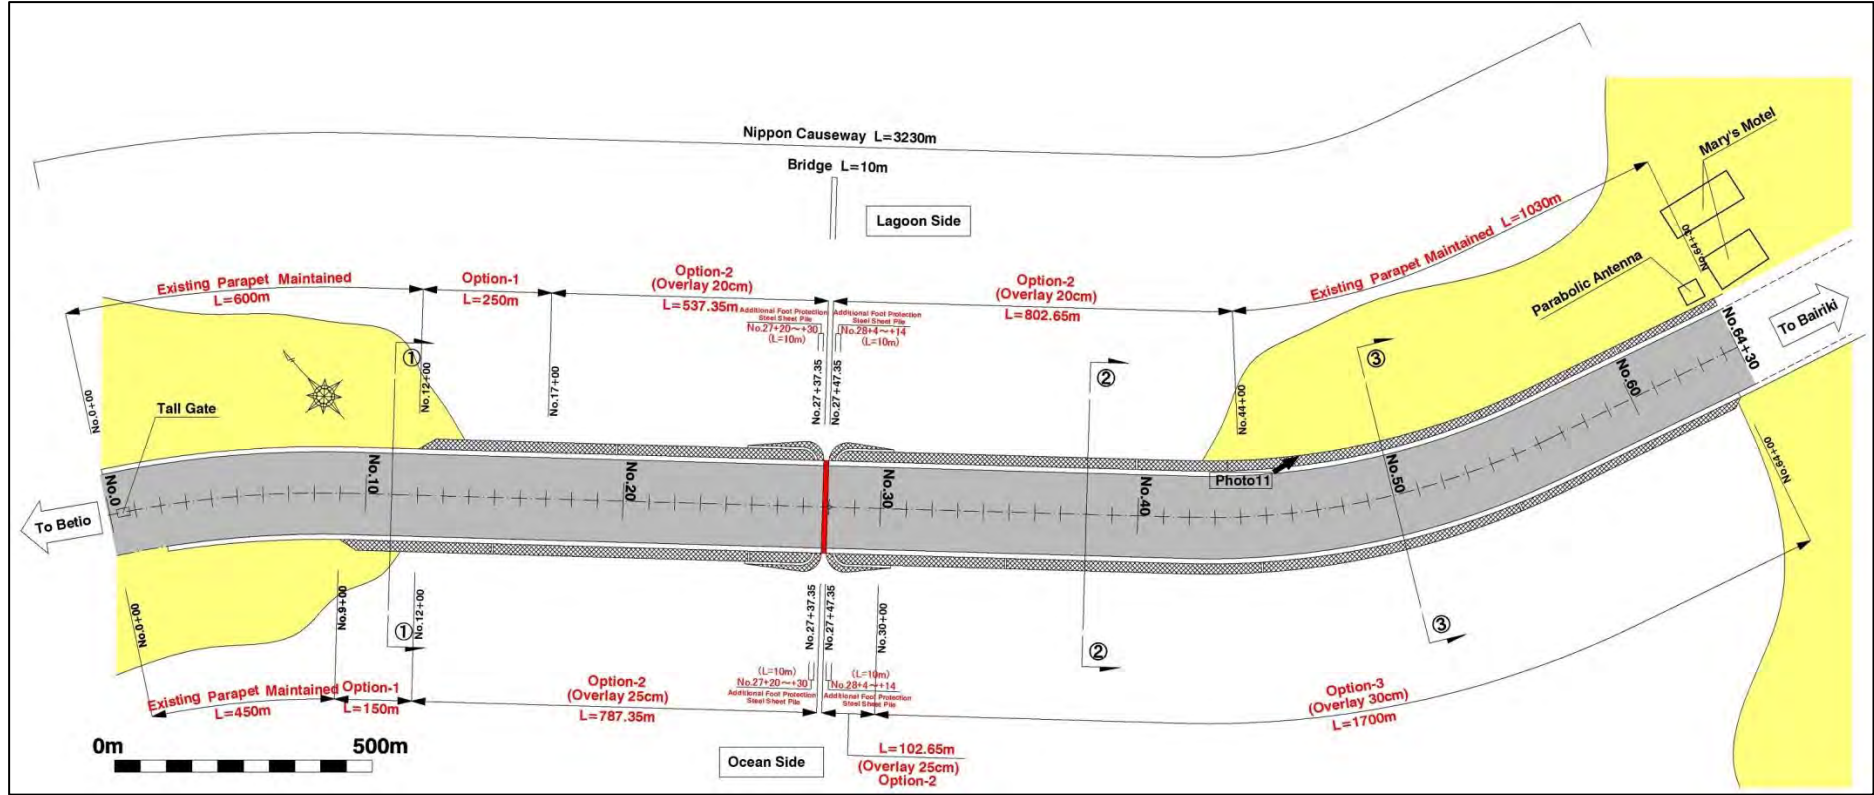 Nippon Causeway L=3230m
Bridge L=10m
Lagoon Side
Mary's Motel
Parabolic Antenna
No.64+30
To Bairiki
Existing Parapet Maintained
L=600m
Option-1
L=250m
Option-2
(Overlay 20cm)
L=537.35m
Additional Foot Protection
Steel Sheet Pile
No.27+20～+30
(L=10m)
Additional Foot Protection
Steel Sheet Pile
No.28+4～+14
(L=10m)
Option-2
(Overlay 20cm)
L=802.65m
Existing Parapet Maintained L=1030m
No.0+00
Tall Gate
①
No.12+00
No.17+00
No.27+37.35
No.27+47.35
②
No.44+00
③
No.64+30
To Betio
No.0
No.10
No.20
No.30
No.40
Photo11
No.50
No.60
No.64+00
No.0+00
No.9+00
①
No.12+00
No.27+37.35
No.27+47.35
No.30+00
②
③
Existing Parapet Maintained
L=450m
Option-1
L=150m
Option-2
(Overlay 25cm)
L=787.35m
(L=10m)
No.27+20～+30
Additional Foot Protection
Steel Sheet Pile
(L=10m)
No.28+4～+14
Additional Foot Protection
Steel Sheet Pile
Option-3
(Overlay 30cm)
L=1700m
L=102.65m
(Overlay 25cm)
Option-2
Ocean Side
0m
500m